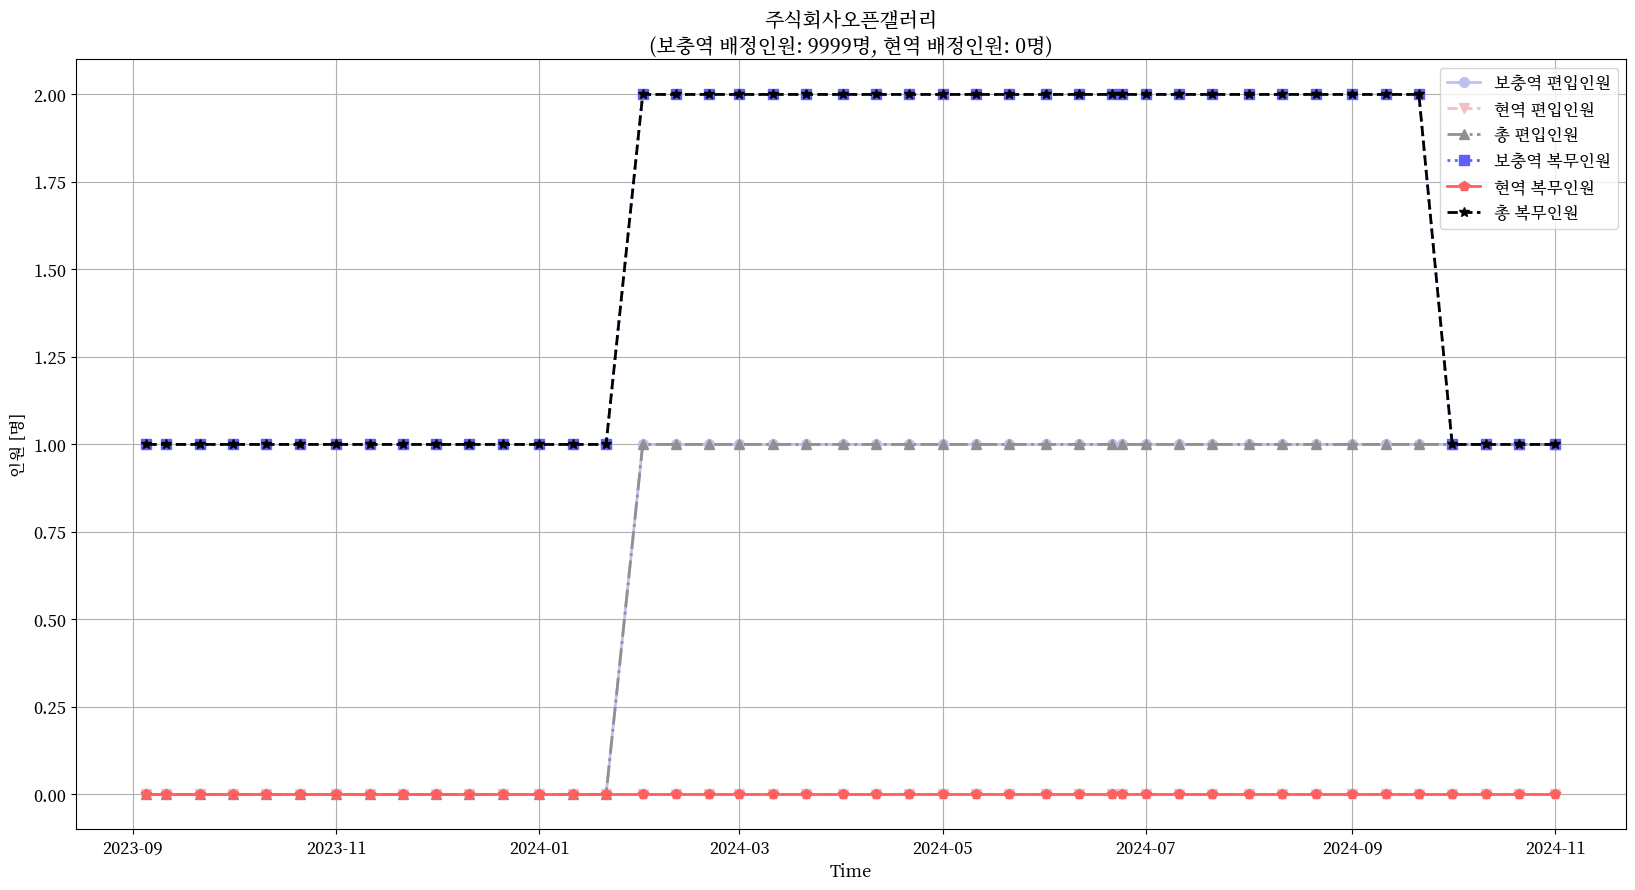 주식회사오픈갤러리
(보충역 배정인원: 9999명, 현역 배정인원: 0명)
보충역 편입인원
현역 편입인원
총 편입인원
보충역 복무인원
현역 복무인원
총 복무인원
인원 [명]
2.00
1.75
1.50
1.25
1.00
0.75
0.50
0.25
0.00
2023-09
2023-11
2024-01
2024-03
2024-05
2024-07
2024-09
2024-11
Time